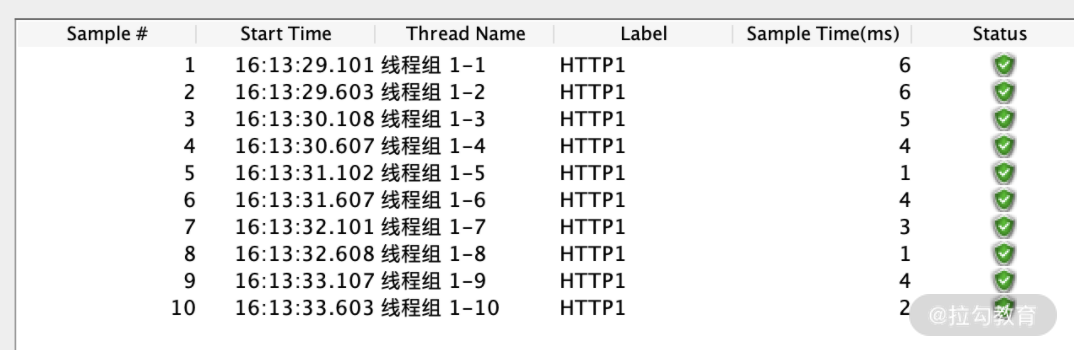 Sample # Start Time Thread Name Label Sample Time(ms) Status
1 16:13:29.101 线程组 1-1 HTTP1 6
2 16:13:29.603 线程组 1-2 HTTP1 6
3 16:13:30.108 线程组 1-3 HTTP1 5
4 16:13:30.607 线程组 1-4 HTTP1 4
5 16:13:31.102 线程组 1-5 HTTP1 1
6 16:13:31.607 线程组 1-6 HTTP1 4
7 16:13:32.101 线程组 1-7 HTTP1 3
8 16:13:32.608 线程组 1-8 HTTP1 1
9 16:13:33.107 线程组 1-9 HTTP1 4
10 16:13:33.603 线程组 1-10 HTTP1 2
@拉勾教育